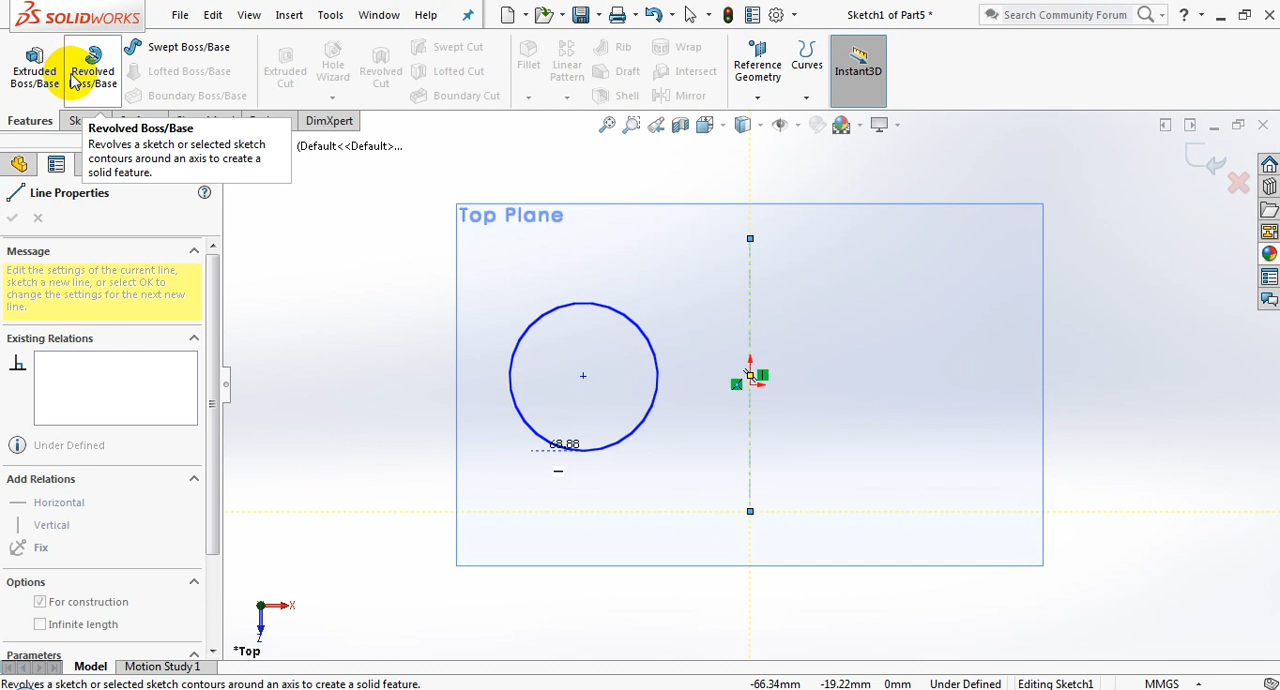 SOLIDWORKS
File Edit View Insert Tools Window Help
Sketch1 of Part5 *
Search Community Forum
?
Extruded Boss/Base
Revolved Boss/Base
Swept Boss/Base
Lofted Boss/Base
Boundary Boss/Base
Extruded Cut
Hole Wizard
Revolved Cut
Swept Cut
Lofted Cut
Boundary Cut
Fillet
Linear Pattern
Rib
Draft
Shell
Wrap
Intersect
Mirror
Reference Geometry
Curves
Instant3D
Features
Sk
DimXpert
Revolved Boss/Base
Revolves a sketch or selected sketch
contours around an axis to create a
solid feature.
(Default<<Default>...
Line Properties
?
Message
Edit the settings of the current line,
sketch a new line, or select OK to
change the settings for the next new
line.
Existing Relations
Under Defined
Add Relations
Horizontal
Vertical
Fix
Options
For construction
Infinite length
Parameters
Top Plane
68.88
X
Z
*Top
Model
Motion Study 1
Revolves a sketch or selected sketch contours around an axis to create a solid feature.
-66.34mm
-19.22mm
0mm
Under Defined
Editing Sketch1
MMGS